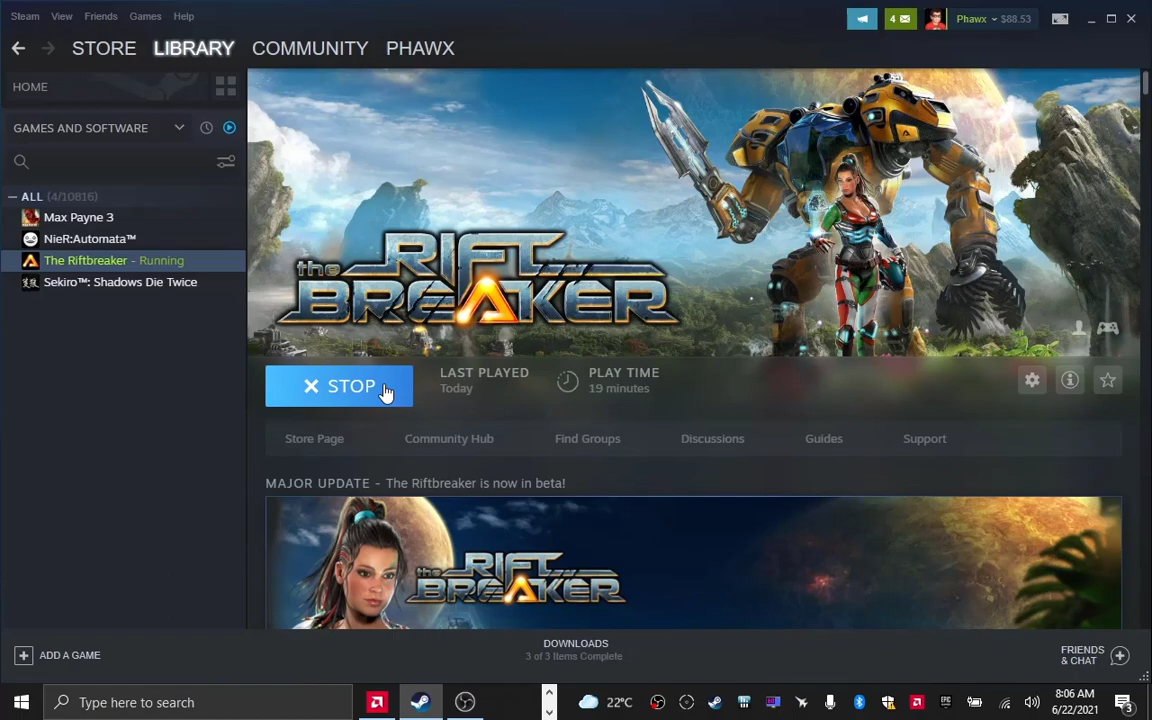 Steam View Friends Games Help
4
Phawx $88.53
STORE LIBRARY COMMUNITY PHAWX
HOME
GAMES AND SOFTWARE
ALL (4/10816)
Max Payne 3
NieR:Automata™
The Riftbreaker - Running
Sekiro™: Shadows Die Twice
the RIFT BREAKER
STOP
LAST PLAYED
Today
PLAY TIME
19 minutes
Store Page Community Hub Find Groups Discussions Guides Support
MAJOR UPDATE - The Riftbreaker is now in beta!
the RIFT BREAKER
ADD A GAME
DOWNLOADS
3 of 3 Items Complete
FRIENDS
& CHAT
Type here to search
22°C
EPIC
8:06 AM
6/22/2021
3